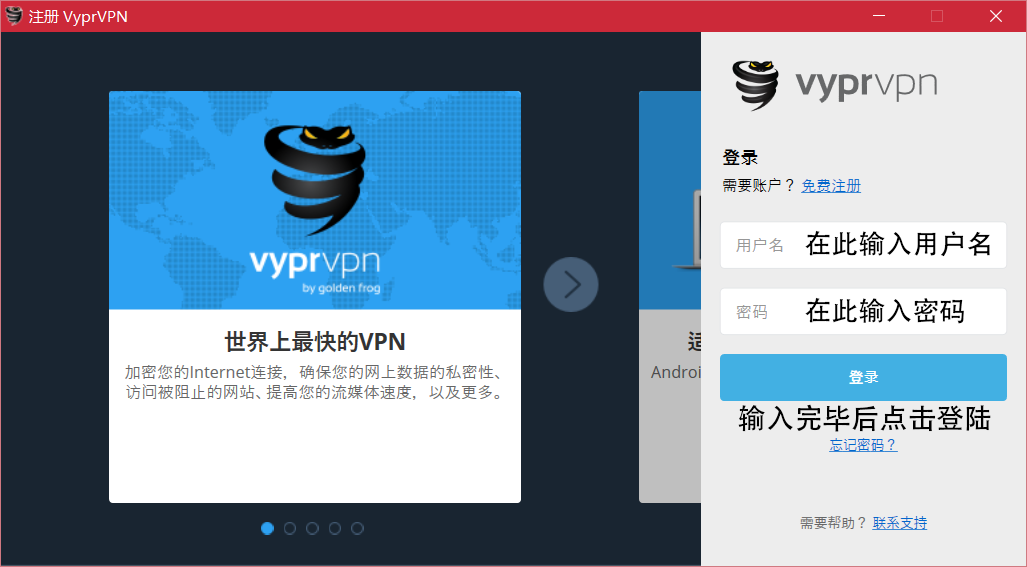 注册 VyprVPN
vyprvpn
by golden frog
世界上最快的VPN
加密您的Internet连接，确保您的网上数据的私密性、
访问被阻止的网站、提高您的流媒体速度，以及更多。
适
Androi
vyprvpn
登录
需要账户？ 免费注册
用户名 在此输入用户名
密码 在此输入密码
登录
输入完毕后点击登陆
忘记密码？
需要帮助？ 联系支持